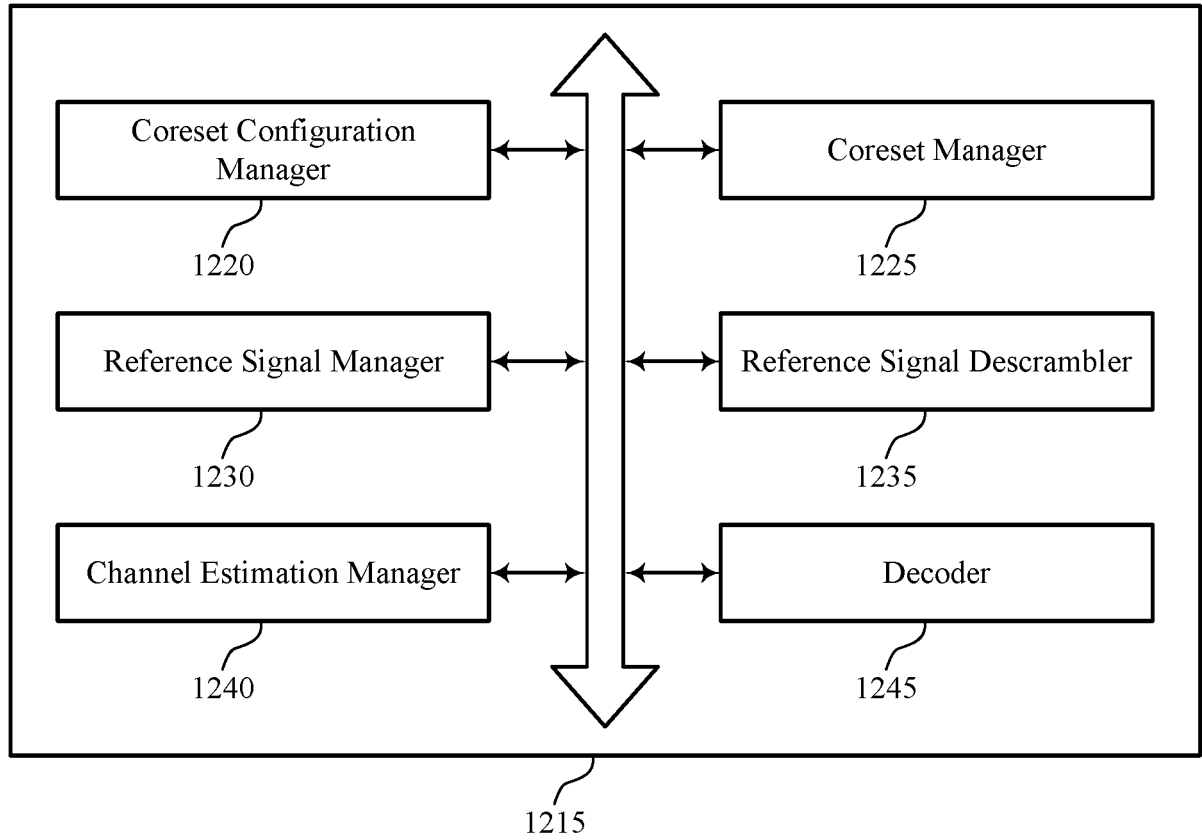 Coreset Configuration
Manager
1220
Coreset Manager
1225
Reference Signal Manager
1230
Reference Signal Descrambler
1235
Channel Estimation Manager
1240
Decoder
1245
1215